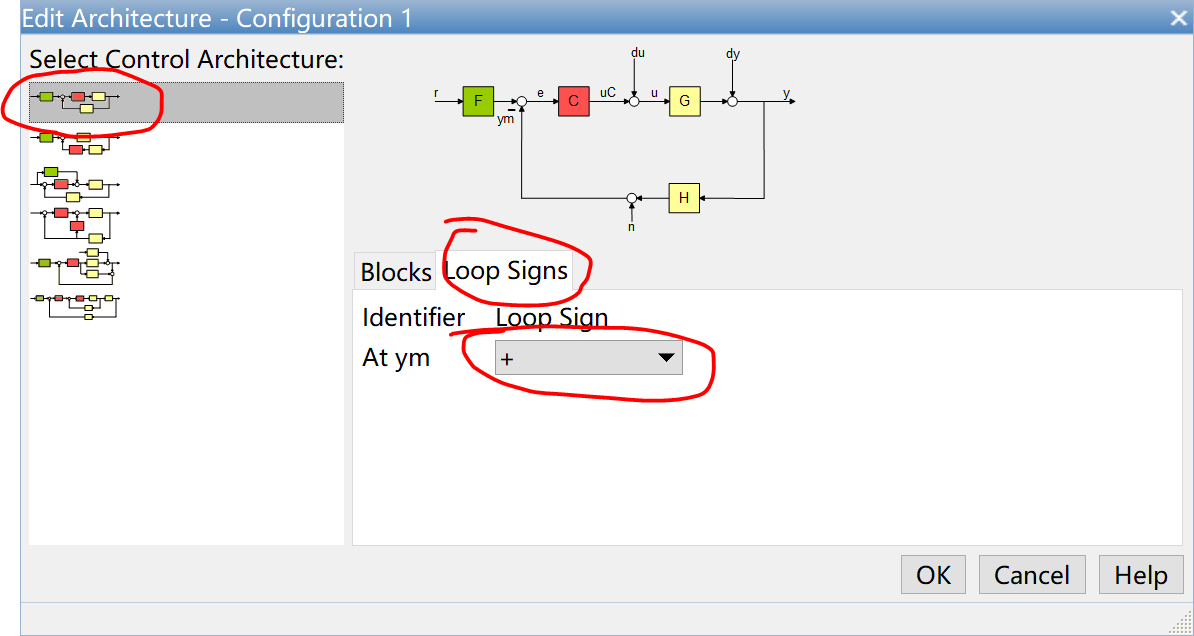 Edit Architecture - Configuration 1
Select Control Architecture:
du
dy
r
F
ym
−
e
C
uC
u
G
y
H
n
Blocks
Loop Signs
Identifier
Loop Sign
At ym
+
OK
Cancel
Help